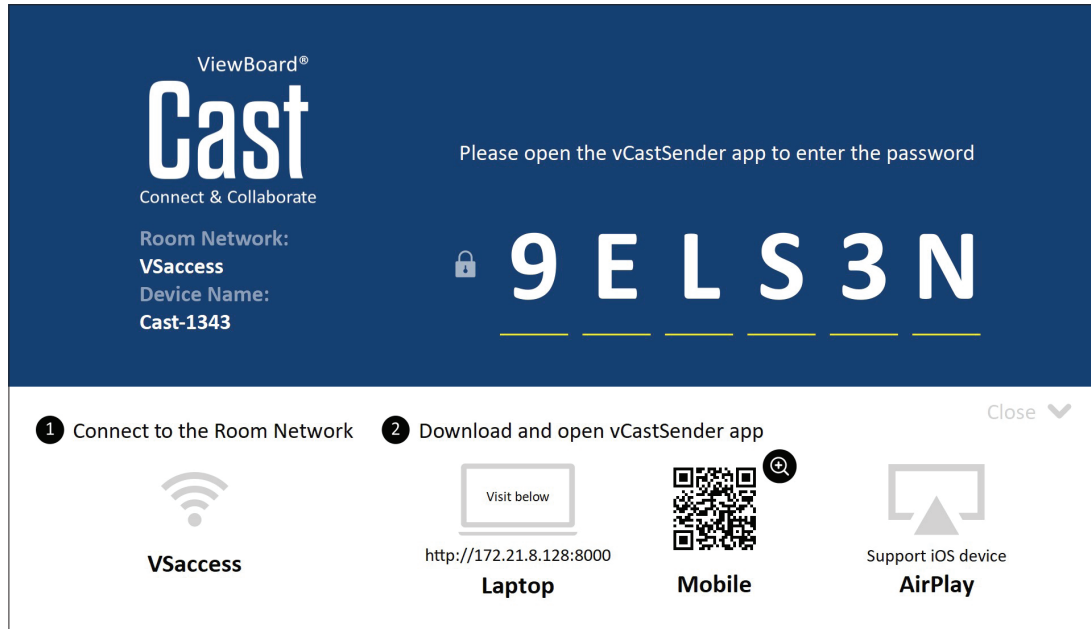 ViewBoard®
Cast
Connect & Collaborate
Room Network:
VSaccess
Device Name:
Cast-1343
Please open the vCastSender app to enter the password
9 E L S 3 N
Close
1 Connect to the Room Network
VSaccess
2 Download and open vCastSender app
Visit below
http://172.21.8.128:8000
Laptop
Mobile
Support iOS device
AirPlay